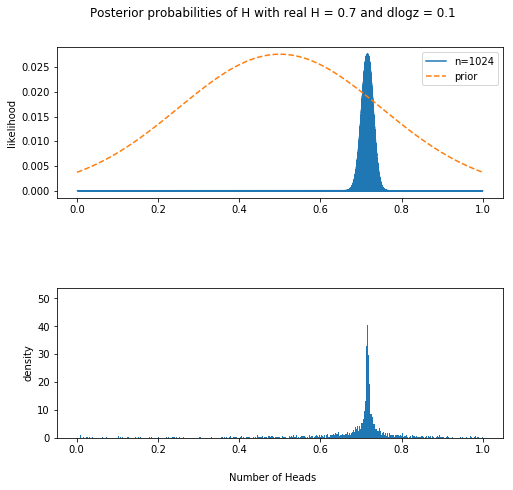 Posterior probabilities of H with real H = 0.7 and dlogz = 0.1
n=1024
prior
likelihood
0.025
0.020
0.015
0.010
0.005
0.000
0.0 0.2 0.4 0.6 0.8 1.0
density
50
40
30
20
10
0
0.0 0.2 0.4 0.6 0.8 1.0
Number of Heads